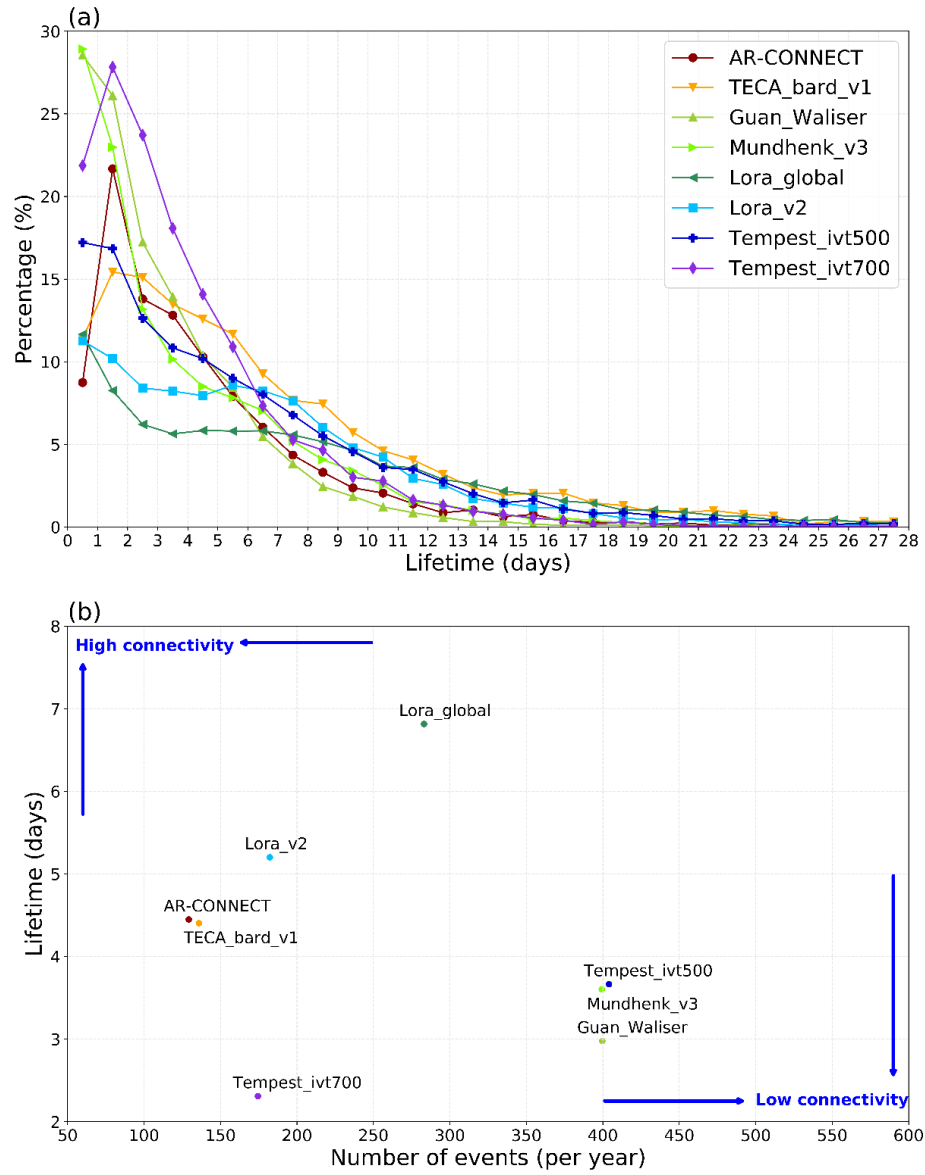 (a)
30
25
20
15
10
5
0
Percentage (%)
AR-CONNECT
TECA_bard_v1
Guan_Waliser
Mundhenk_v3
Lora_global
Lora_v2
Tempest_ivt500
Tempest_ivt700
0 1 2 3 4 5 6 6 7 8 9 10 11 12 12 13 14 15 16 17 18 18 19 20 21 22 23 24 25 26 27 28
Lifetime (days)
(b)
8
7
6
5
4
3
2
Lifetime (days)
High connectivity
Lora_global
Lora_v2
AR-CONNECT
TECA_bard_v1
Tempest_ivt500
Mundhenk_v3
Guan_Waliser
Tempest_ivt700
Low connectivity
50 100 150 200 250 300 350 400 450 500 550 600
Number of events (per year)